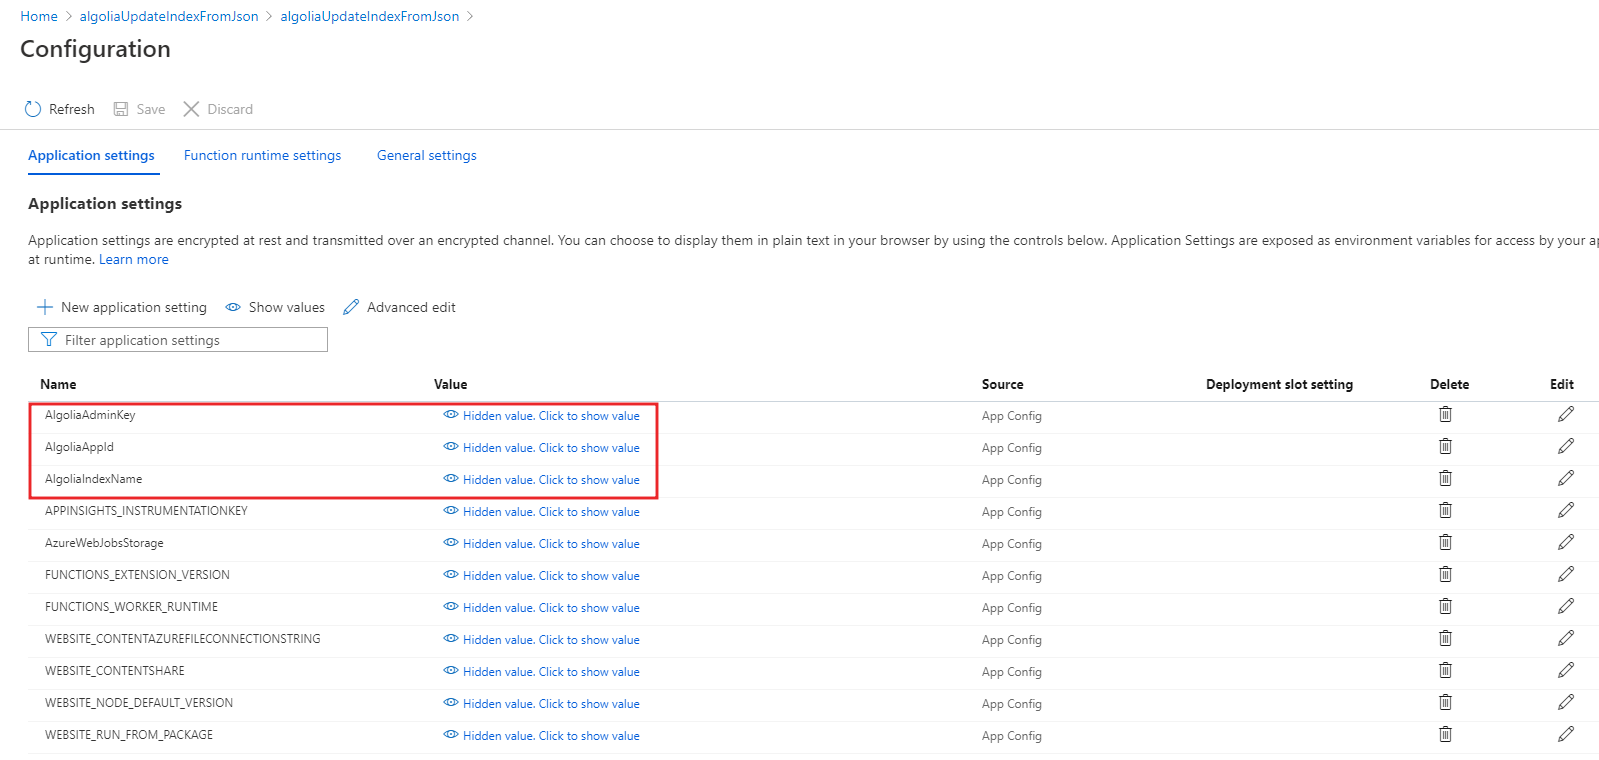 Home > algoliaUpdateIndexFromJson > algoliaUpdateIndexFromJson >
Configuration
Refresh Save Discard
Application settings Function runtime settings General settings
Application settings
Application settings are encrypted at rest and transmitted over an encrypted channel. You can choose to display them in plain text in your browser by using the controls below. Application Settings are exposed as environment variables for access by your
at runtime. Learn more
New application setting Show values Advanced edit
Filter application settings
Name Value Source Deployment slot setting Delete Edit
AlgoliaAdminKey Hidden value. Click to show value App Config
AlgoliaAppId Hidden value. Click to show value App Config
AlgoliaIndexName Hidden value. Click to show value App Config
APPINSIGHTS_INSTRUMENTATIONKEY Hidden value. Click to show value App Config
AzureWebJobsStorage Hidden value. Click to show value App Config
FUNCTIONS_EXTENSION_VERSION Hidden value. Click to show value App Config
FUNCTIONS_WORKER_RUNTIME Hidden value. Click to show value App Config
WEBSITE_CONTENTAZUREFILECONNECTIONSTRING Hidden value. Click to show value App Config
WEBSITE_CONTENTSHARE Hidden value. Click to show value App Config
WEBSITE_NODE_DEFAULT_VERSION Hidden value. Click to show value App Config
WEBSITE_RUN_FROM_PACKAGE Hidden value. Click to show value App Config